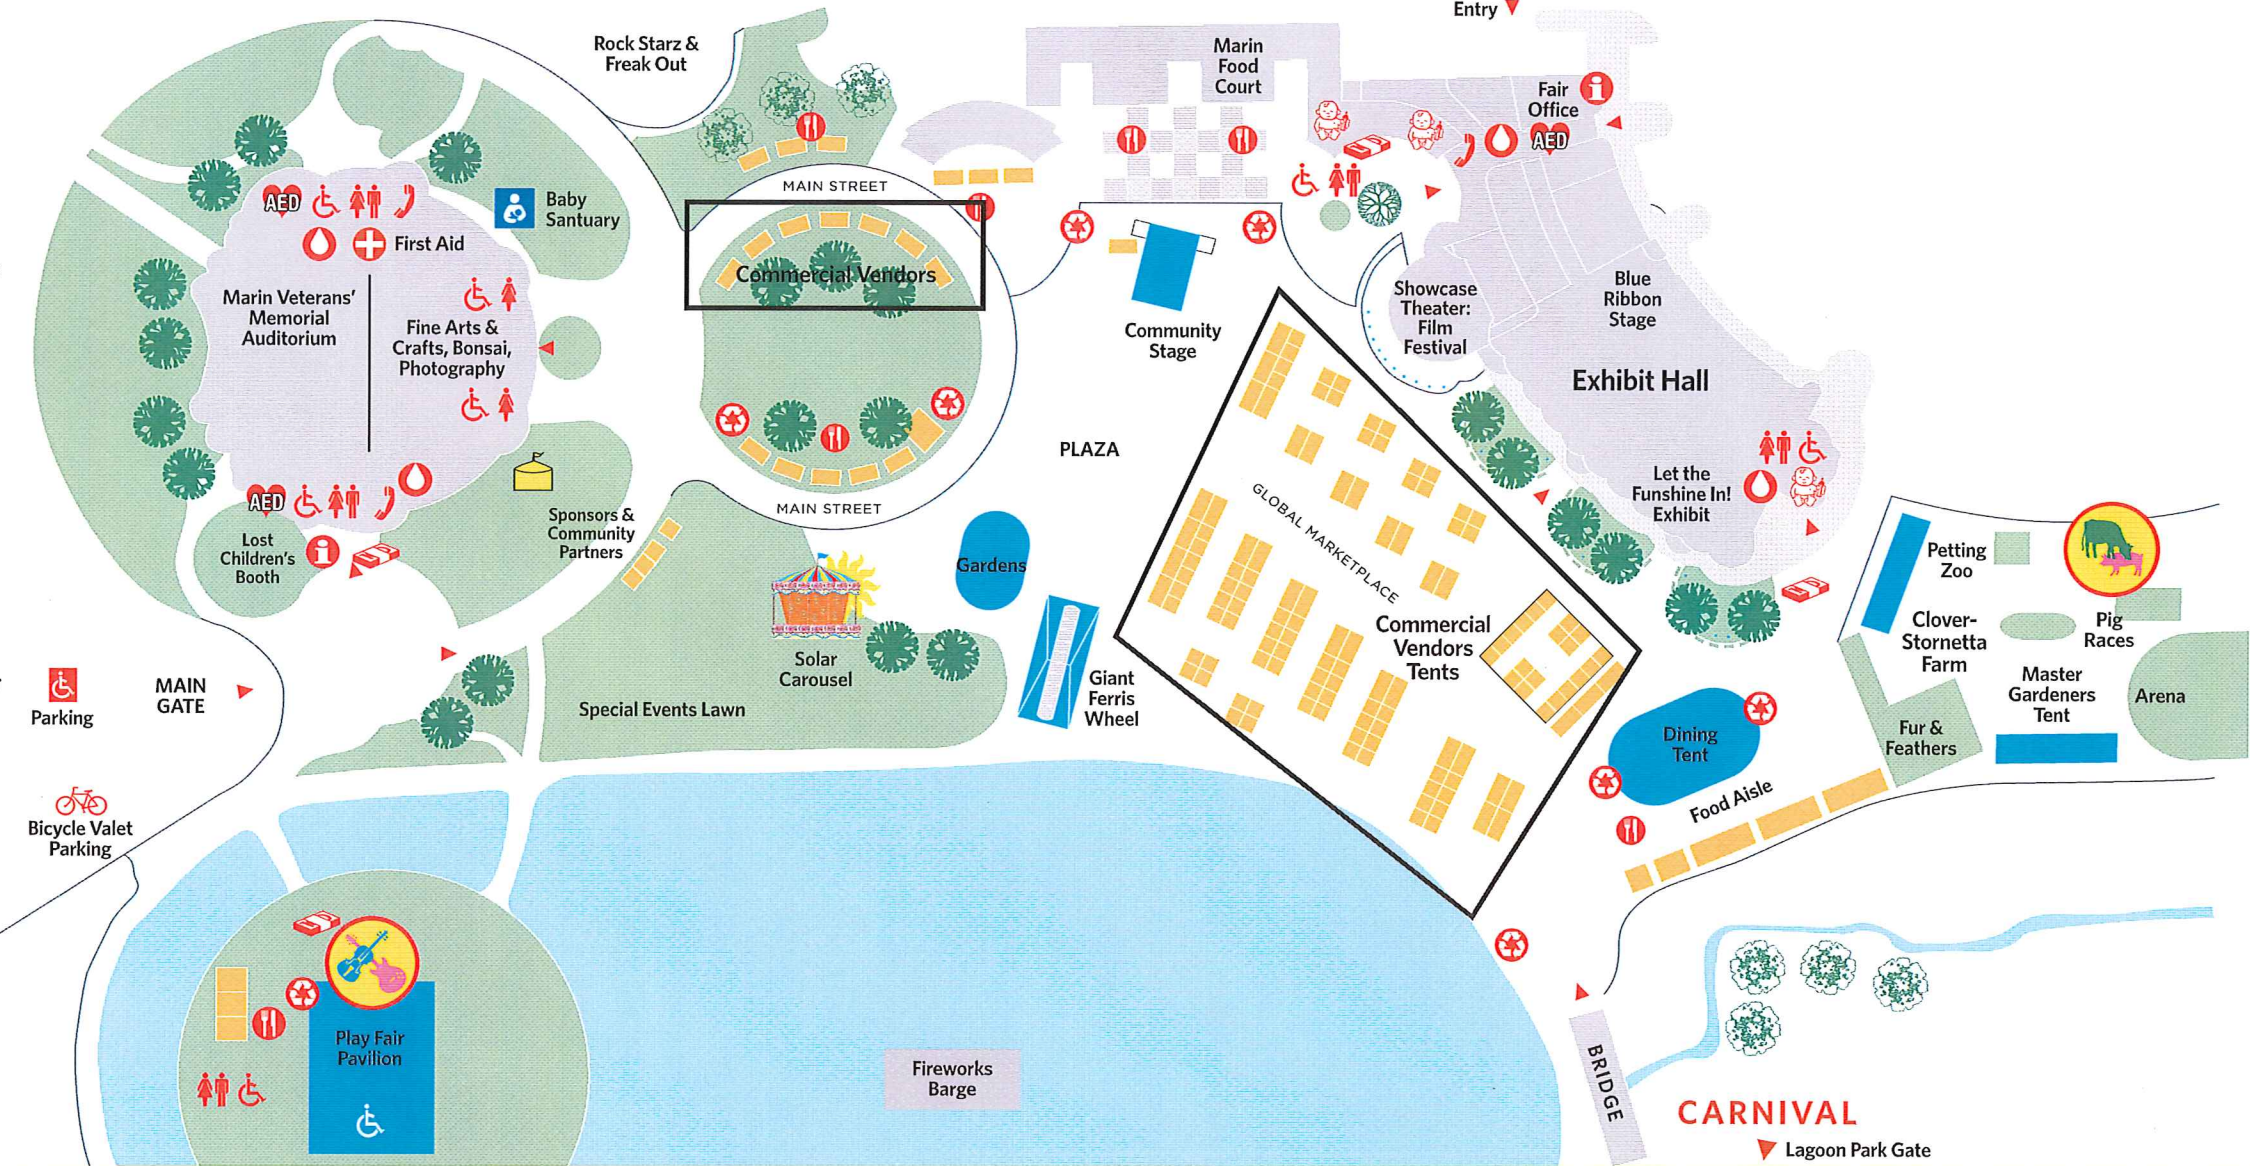 Entry
Rock Starz &
Freak Out
Marin
Food
Court
Fair
Office
AED
MAIN STREET
AED
First Aid
Baby
Santuary
Commercial Vendors
Marin Veterans'
Memorial
Auditorium
Fine Arts &
Crafts, Bonsai,
Photography
Community
Stage
Showcase
Theater:
Film
Festival
Blue
Ribbon
Stage
Exhibit Hall
PLAZA
Let the
Funshine In!
Exhibit
AED
MAIN STREET
GLOBAL MARKETPLACE
Lost
Children's
Booth
Sponsors &
Community
Partners
Gardens
Petting
Zoo
Clover-
Stornetta
Farm
Pig
Races
Commercial
Vendors
Tents
Solar
Carousel
Giant
Ferris
Wheel
Master
Gardeners
Tent
Arena
Parking
MAIN
GATE
Special Events Lawn
Dining
Tent
Fur &
Feathers
Food Aisle
Bicycle Valet
Parking
Play Fair
Pavilion
Fireworks
Barge
BRIDGE
CARNIVAL
Lagoon Park Gate